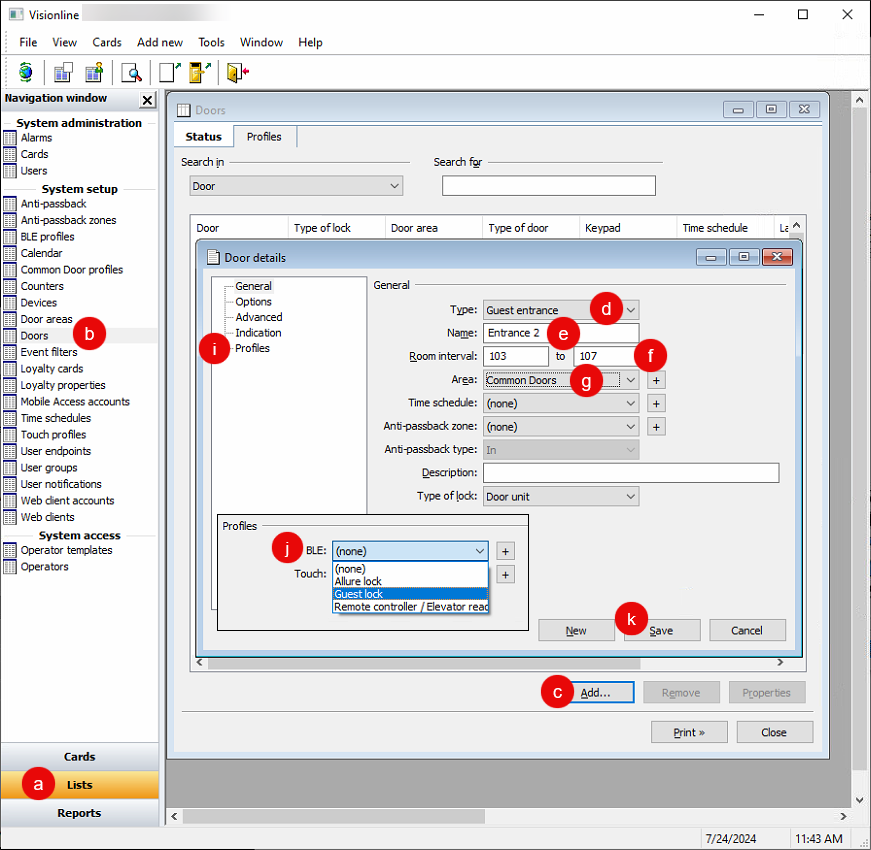 Visionline
File View Cards Add new Tools Window Help
Navigation window
System administration
Alarms
Cards
Users
System setup
Anti-passback
Anti-passback zones
BLE profiles
Calendar
Common Door profiles
Counters
Devices
Door areas
Doors b
Event filters
Loyalty cards
Loyalty properties
Mobile Access accounts
Time schedules
Touch profiles
User endpoints
User groups
User notifications
Web client accounts
Web clients
System access
Operator templates
Operators
Cards
a Lists
Reports
Doors
Status Profiles
Search in Search for
Door
Door Type of lock Door area Type of door Keypad Time schedule La
Door details
General
Options
Advanced
Indication
i Profiles
General
Type: Guest entrance d
Name: Entrance 2 e
Room interval: 103 to 107 f
Area: Common Doors g +
Time schedule: (none) +
Anti-passback zone: (none) +
Anti-passback type: In
Description:
Type of lock: Door unit
Profiles
j BLE: (none) +
Touch: +
(none)
Allure lock
Guest lock
Remote controller / Elevator read
New k Save Cancel
c Add... Remove Properties
Print » Close
7/24/2024 11:43 AM